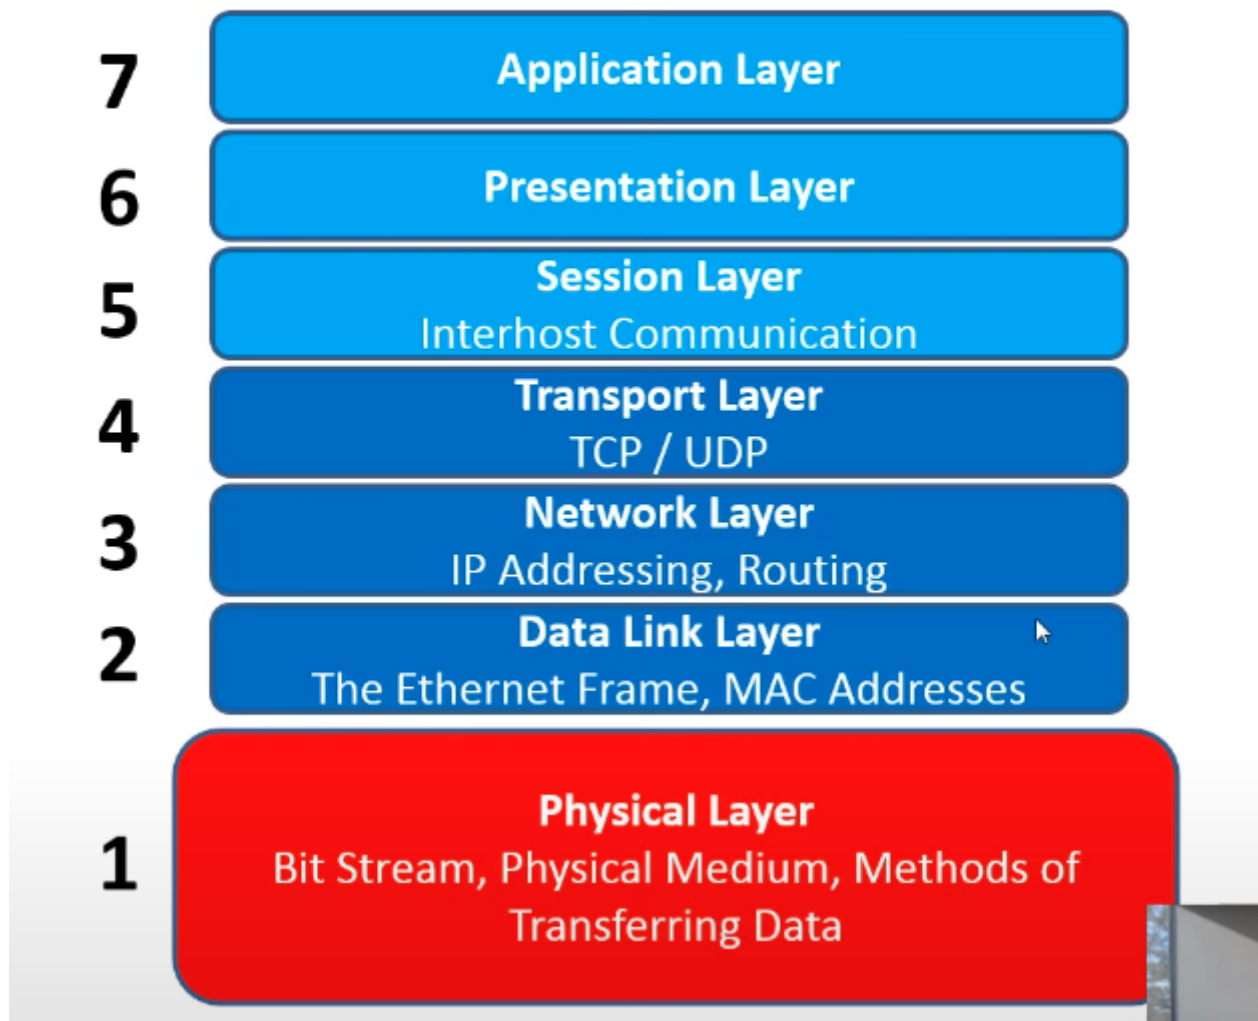 7
Application Layer
6
Presentation Layer
5
Session Layer
Interhost Communication
4
Transport Layer
TCP / UDP
3
Network Layer
IP Addressing, Routing
2
Data Link Layer
The Ethernet Frame, MAC Addresses
1
Physical Layer
Bit Stream, Physical Medium, Methods of
Transferring Data